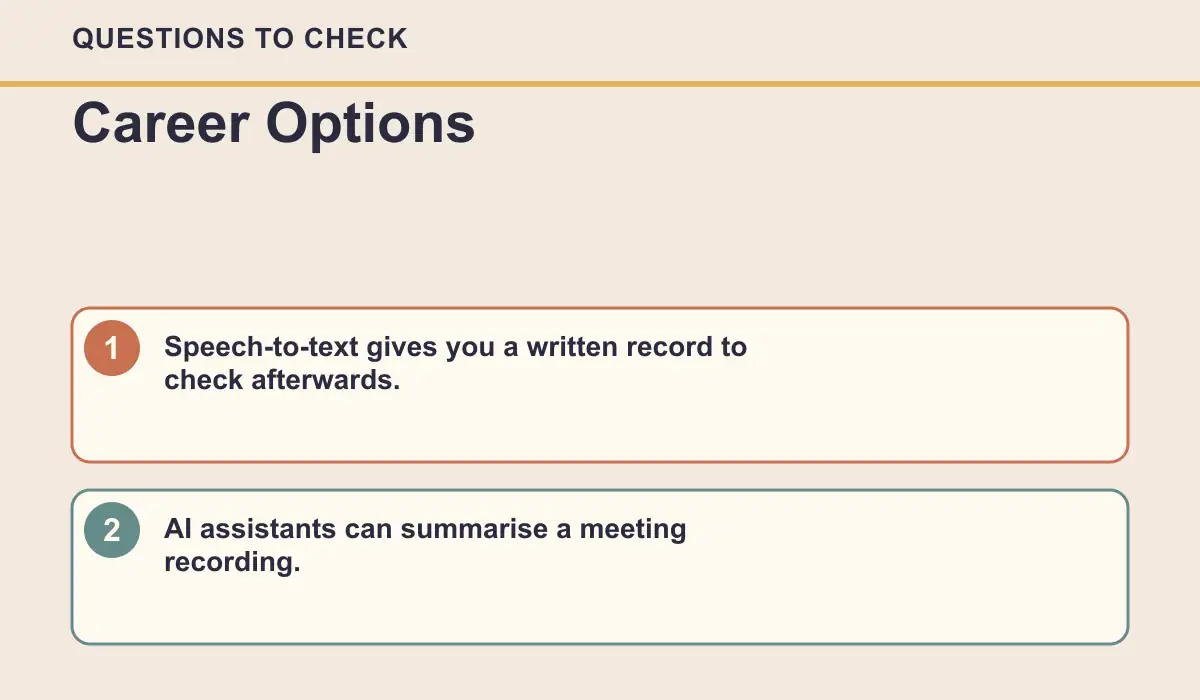 QUESTIONS TO CHECK
Career Options
1
Speech-to-text gives you a written record to
check afterwards.
2
AI assistants can summarise a meeting
recording.